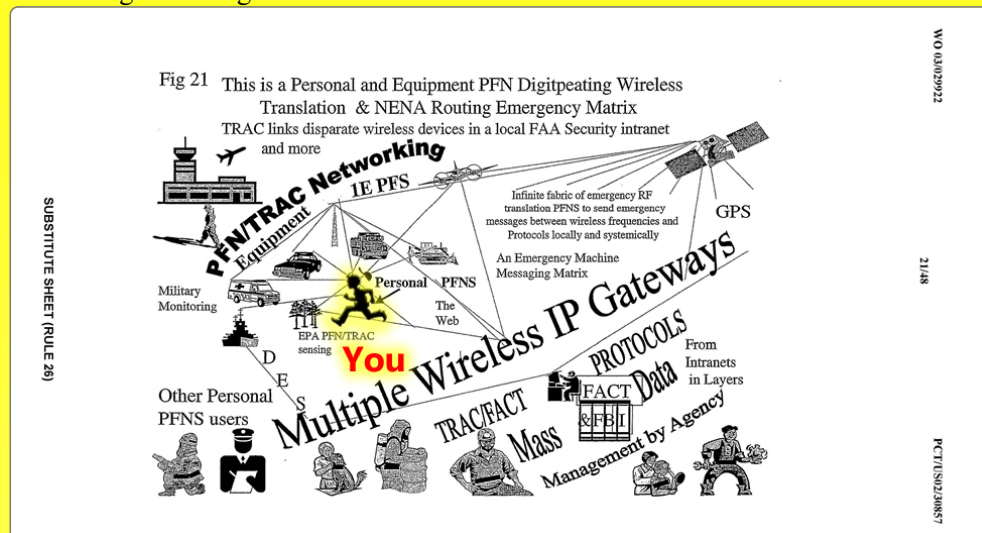 WO 03/029922
21/48
PCT/US02/30857
SUBSTITUTE SHEET (RULE 26)
Fig 21 This is a Personal and Equipment PFN Digitpeating Wireless
Translation & NENA Routing Emergency Matrix
TRAC links disparate wireless devices in a local FAA Security intranet
and more
PFN/TRAC Networking
1E PFS
Equipment
Infinite fabric of emergency RF
translation PFNS to send emergency
messages between wireless frequencies and
Protocols locally and systemically
GPS
An Emergency Machine
Messaging Matrix
Military
Monitoring
Personal PFNS
The
Web
EPA PFN/TRAC
sensing
You
D
E
S
Multiple Wireless IP Gateways
PROTOCOLS
Data
From
Intranets
in Layers
Other Personal
PFNS users
TRAC/FACT
Mass
FACT
&FBI
Management by Agency